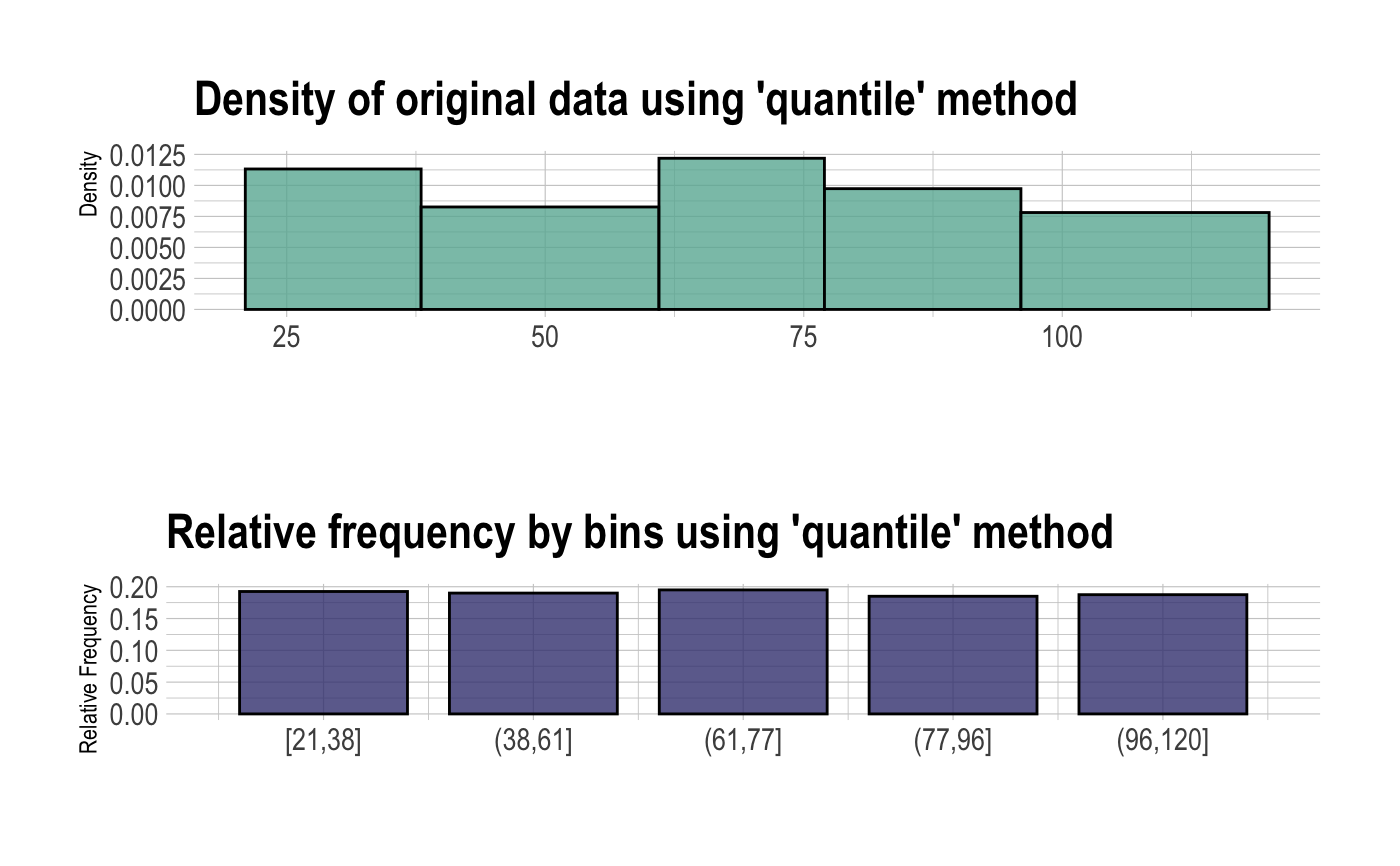 Density of original data using 'quantile' method
Density
0.0125
0.0100
0.0075
0.0050
0.0025
0.0000
25 50 75 100
Relative frequency by bins using 'quantile' method
Relative Frequency
0.20
0.15
0.10
0.05
0.00
[21,38] (38,61] (61,77] (77,96] (96,120]